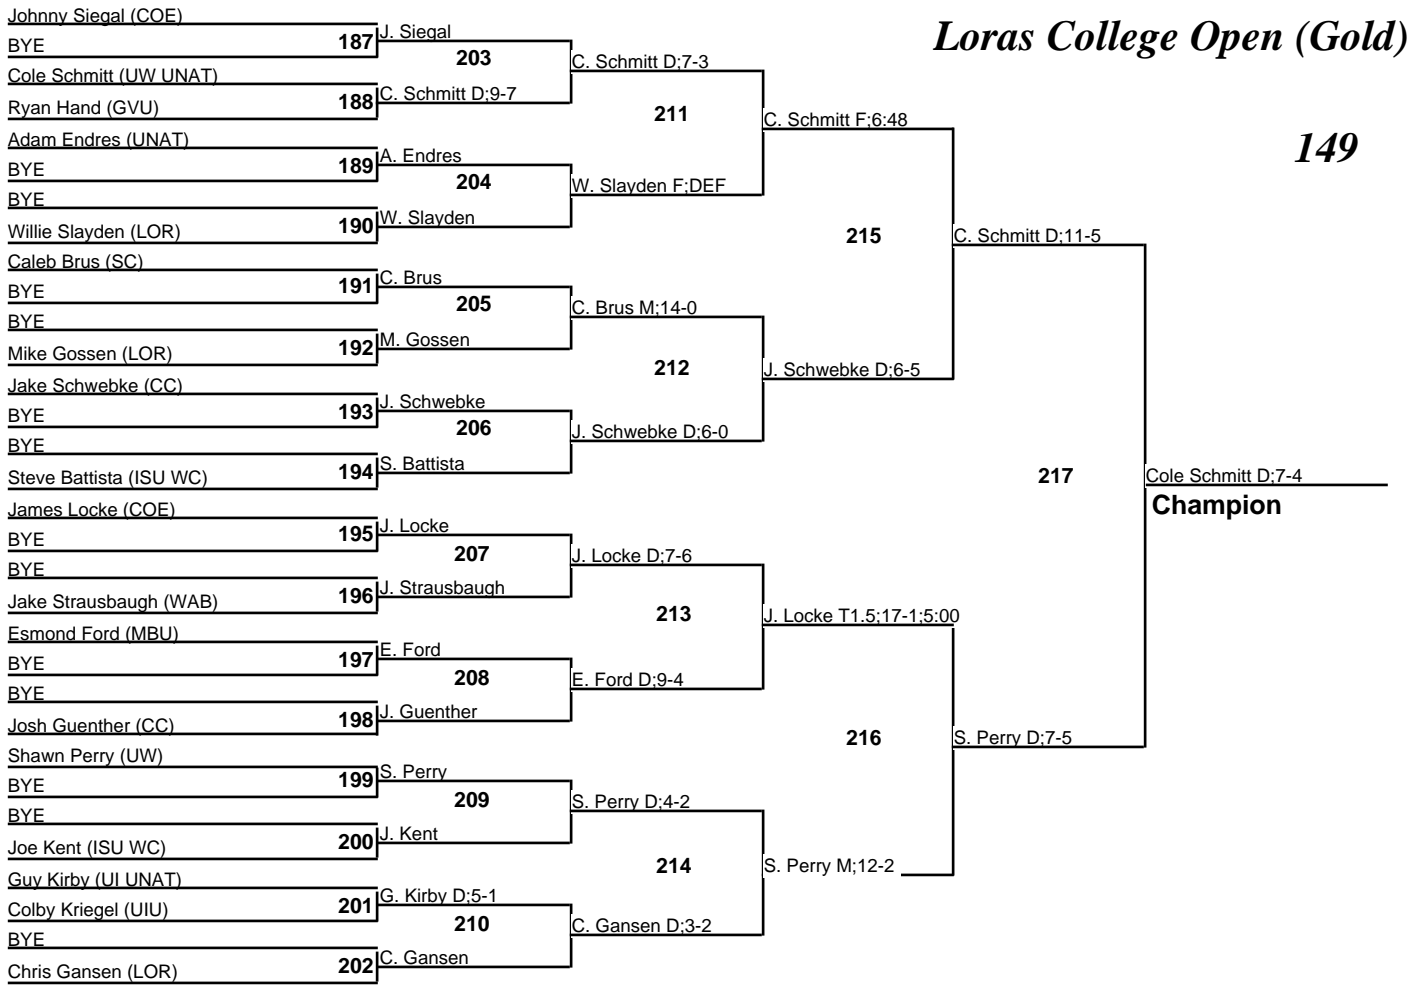 Loras College Open (Gold)
149
Johnny Siegal (COE)
BYE
187
Cole Schmitt (UW UNAT)
Ryan Hand (GVU)
188
Adam Endres (UNAT)
BYE
189
BYE
Willie Slayden (LOR)
190
Caleb Brus (SC)
BYE
191
BYE
Mike Gossen (LOR)
192
Jake Schwebke (CC)
BYE
193
BYE
Steve Battista (ISU WC)
194
James Locke (COE)
BYE
195
BYE
Jake Strausbaugh (WAB)
196
Esmond Ford (MBU)
BYE
197
BYE
Josh Guenther (CC)
198
Shawn Perry (UW)
BYE
199
BYE
Joe Kent (ISU WC)
200
Guy Kirby (UI UNAT)
Colby Kriegel (UIU)
201
BYE
Chris Gansen (LOR)
202
J. Siegal
203
C. Schmitt D;9-7
A. Endres
204
W. Slayden
C. Brus
205
M. Gossen
J. Schwebke
206
S. Battista
J. Locke
207
J. Strausbaugh
E. Ford
208
J. Guenther
S. Perry
209
J. Kent
G. Kirby D;5-1
210
C. Gansen
C. Schmitt D;7-3
211
W. Slayden F;DEF
C. Brus M;14-0
212
J. Schwebke D;6-0
J. Locke D;7-6
213
E. Ford D;9-4
S. Perry D;4-2
214
C. Gansen D;3-2
C. Schmitt F;6:48
215
J. Schwebke D;6-5
J. Locke T1.5;17-1;5:00
216
S. Perry M;12-2
C. Schmitt D;11-5
217
S. Perry D;7-5
Cole Schmitt D;7-4
Champion